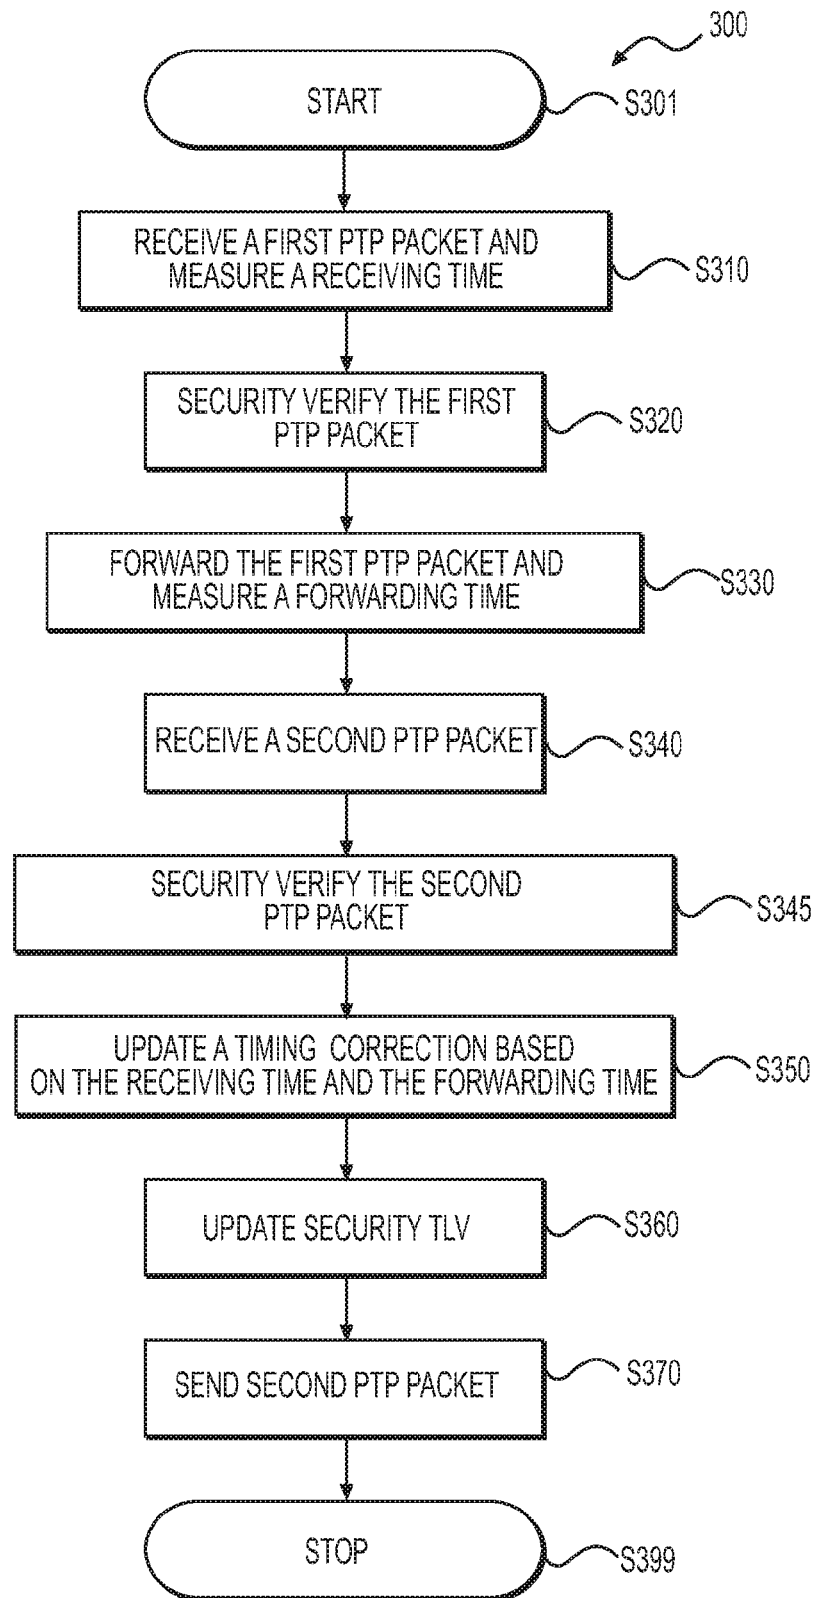 300
START
S301
RECEIVE A FIRST PTP PACKET AND
MEASURE A RECEIVING TIME
S310
SECURITY VERIFY THE FIRST
PTP PACKET
S320
FORWARD THE FIRST PTP PACKET AND
MEASURE A FORWARDING TIME
S330
RECEIVE A SECOND PTP PACKET
S340
SECURITY VERIFY THE SECOND
PTP PACKET
S345
UPDATE A TIMING CORRECTION BASED
ON THE RECEIVING TIME AND THE FORWARDING TIME
S350
UPDATE SECURITY TLV
S360
SEND SECOND PTP PACKET
S370
STOP
S399